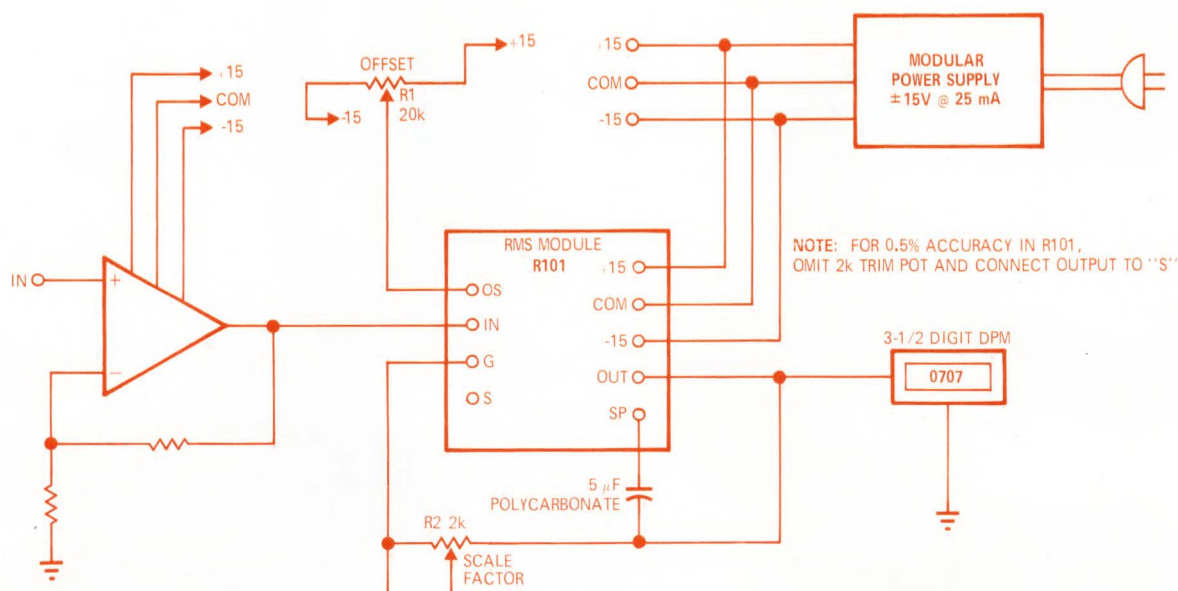 +15
+15
OFFSET
+15
MODULAR
POWER SUPPLY
±15V @ 25 mA
COM
COM
R1
-15
20k
-15
-15
RMS MODULE
R101
+15
NOTE: FOR 0.5% ACCURACY IN R101,
OMIT 2k TRIM POT AND CONNECT OUTPUT TO "S"
IN
+
OS
COM
IN
-15
3-1/2 DIGIT DPM
−
G
OUT
0707
S
SP
5 μF
POLYCARBONATE
R2 2k
SCALE
FACTOR